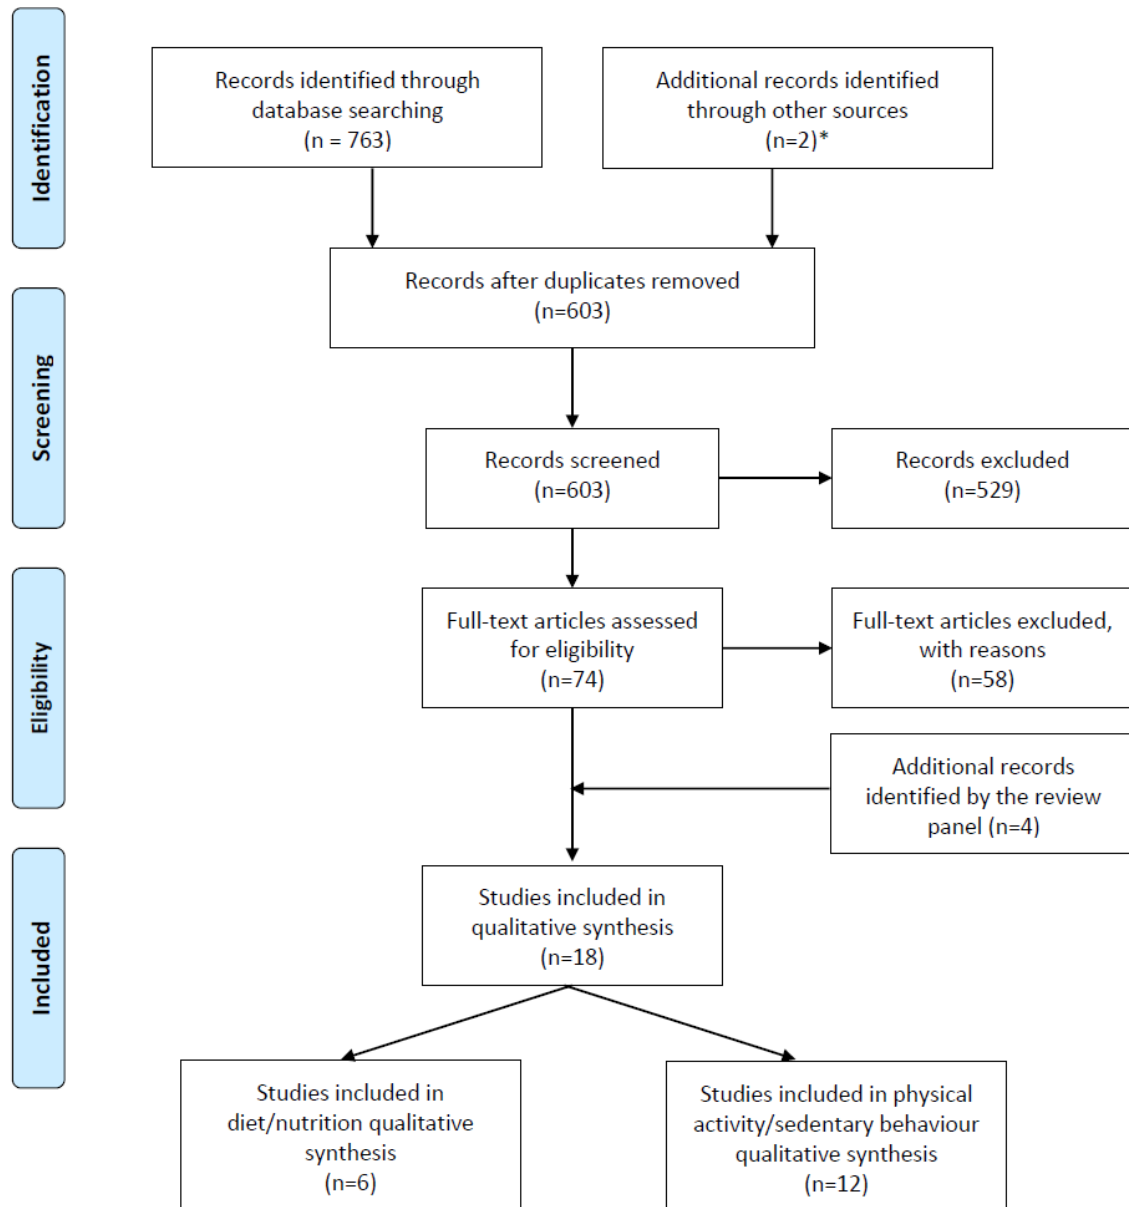 Identification
Records identified through
database searching
(n = 763)
Additional records identified
through other sources
(n=2)*
Records after duplicates removed
(n=603)
Screening
Records screened
(n=603)
Records excluded
(n=529)
Eligibility
Full-text articles assessed
for eligibility
(n=74)
Full-text articles excluded,
with reasons
(n=58)
Additional records
identified by the review
panel (n=4)
Included
Studies included in
qualitative synthesis
(n=18)
Studies included in
diet/nutrition qualitative
synthesis
(n=6)
Studies included in physical
activity/sedentary behaviour
qualitative synthesis
(n=12)